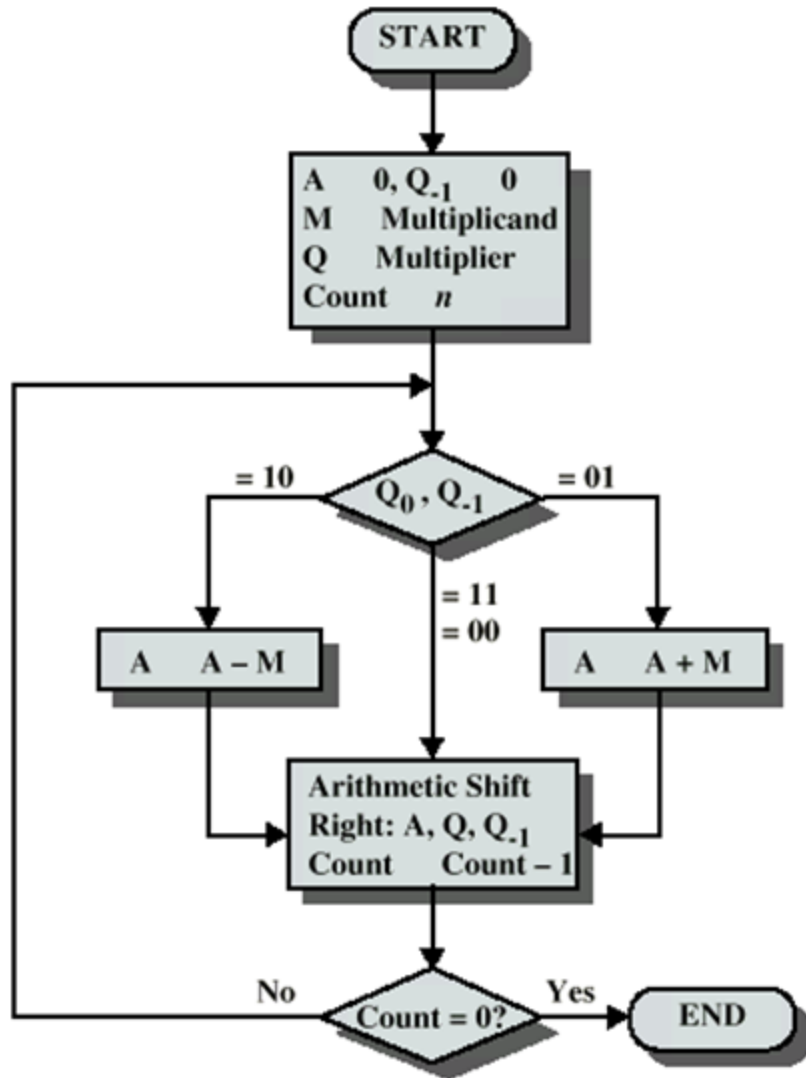 START
A 0, Q-1 0
M Multiplicand
Q Multiplier
Count n
= 10
Q0 , Q-1
= 01
= 11
= 00
A A – M
A A + M
Arithmetic Shift
Right: A, Q, Q-1
Count Count – 1
No
Count = 0?
Yes
END